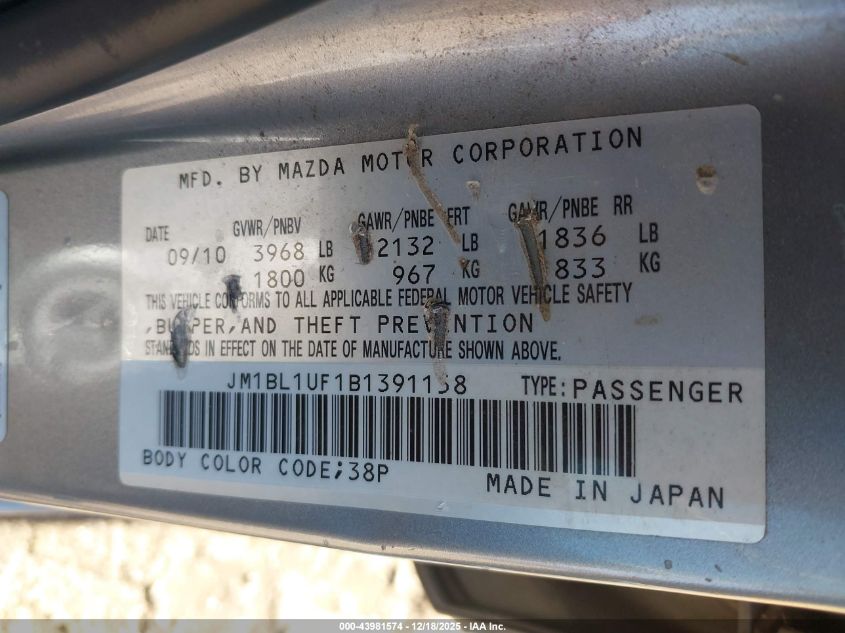 MFD. BY MAZDA MOTOR CORPORATION
DATE GVWR/PNBV GAWR/PNBE FRT GAWR/PNBE RR
09/10 3968 LB 2132 LB 1836 LB
1800 KG 967 KG 833 KG
THIS VEHICLE CONFORMS TO ALL APPLICABLE FEDERAL MOTOR VEHICLE SAFETY
,BUMPER,AND THEFT PREVENTION
STANDARDS IN EFFECT ON THE DATE OF MANUFACTURE SHOWN ABOVE.
JM1BL1UF1B1391158 TYPE:PASSENGER
BODY COLOR CODE;38P
MADE IN JAPAN
000-43981574 - 12/18/2025 - IAA Inc.